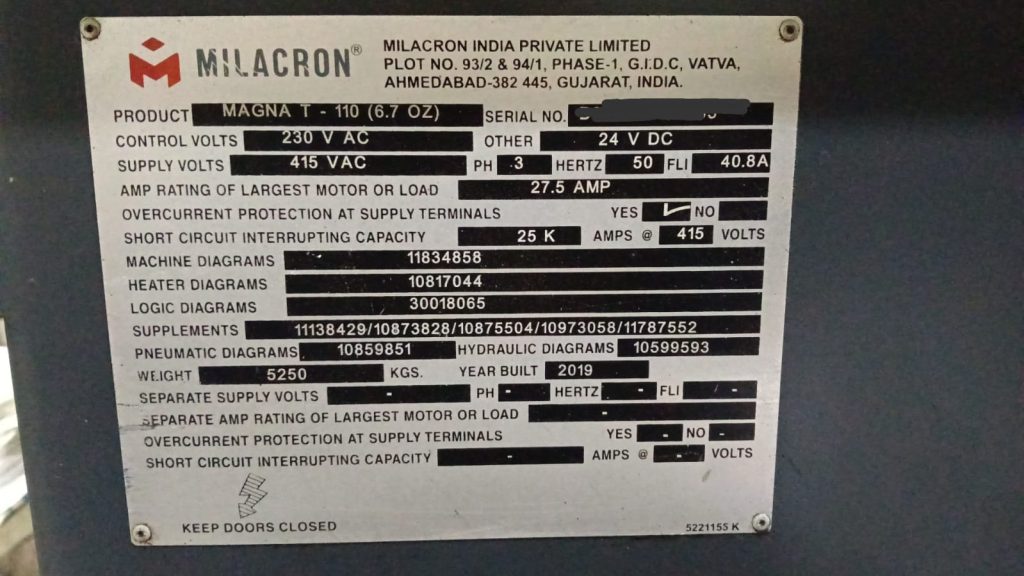 MILACRON®
MILACRON INDIA PRIVATE LIMITED
PLOT NO. 93/2 & 94/1, PHASE-1, G.I.D.C, VATVA,
AHMEDABAD-382 445, GUJARAT, INDIA.
PRODUCT MAGNA T - 110 (6.7 OZ) SERIAL NO.
CONTROL VOLTS 230 V AC OTHER 24 V DC
SUPPLY VOLTS 415 VAC PH 3 HERTZ 50 FLI 40.8A
AMP RATING OF LARGEST MOTOR OR LOAD 27.5 AMP
OVERCURRENT PROTECTION AT SUPPLY TERMINALS YES ✓ NO
SHORT CIRCUIT INTERRUPTING CAPACITY 25 K AMPS @ 415 VOLTS
MACHINE DIAGRAMS 11834858
HEATER DIAGRAMS 10817044
LOGIC DIAGRAMS 30018065
SUPPLEMENTS 11138429/10873828/10875504/10973058/11787552
PNEUMATIC DIAGRAMS 10859851 HYDRAULIC DIAGRAMS 10599593
WEIGHT 5250 KGS. YEAR BUILT 2019
SEPARATE SUPPLY VOLTS - PH - HERTZ - FLI -
SEPARATE AMP RATING OF LARGEST MOTOR OR LOAD -
OVERCURRENT PROTECTION AT SUPPLY TERMINALS YES - NO -
SHORT CIRCUIT INTERRUPTING CAPACITY - AMPS @ - VOLTS
KEEP DOORS CLOSED
5221155 K